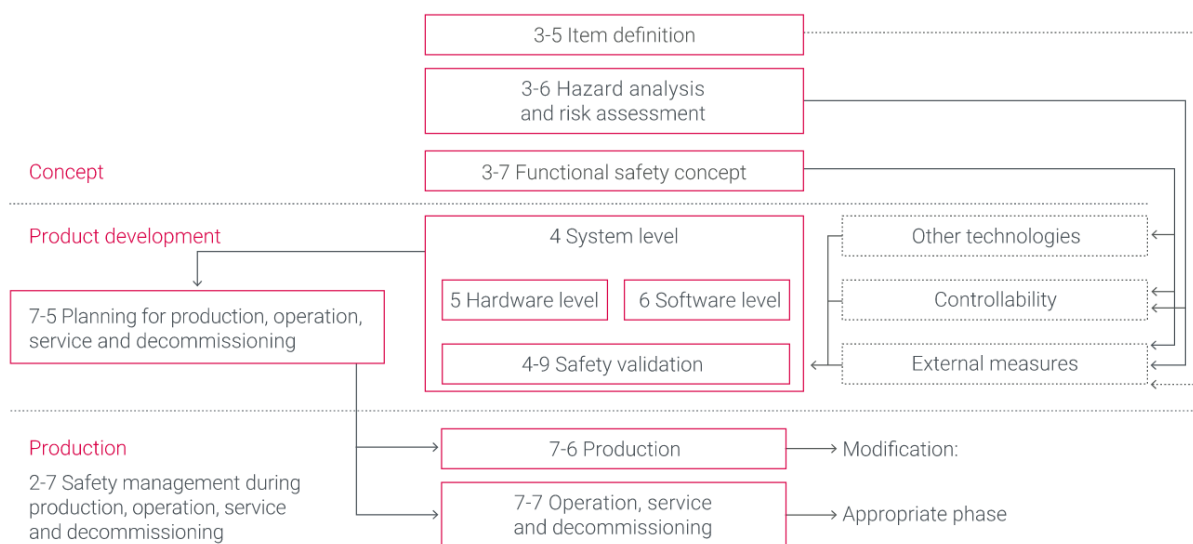 3-5 Item definition
3-6 Hazard analysis
and risk assessment
Concept
3-7 Functional safety concept
Product development
4 System level
Other technologies
5 Hardware level
6 Software level
Controllability
7-5 Planning for production, operation,
service and decommissioning
4-9 Safety validation
External measures
Production
7-6 Production
Modification:
2-7 Safety management during
production, operation, service
and decommissioning
7-7 Operation, service
and decommissioning
Appropriate phase